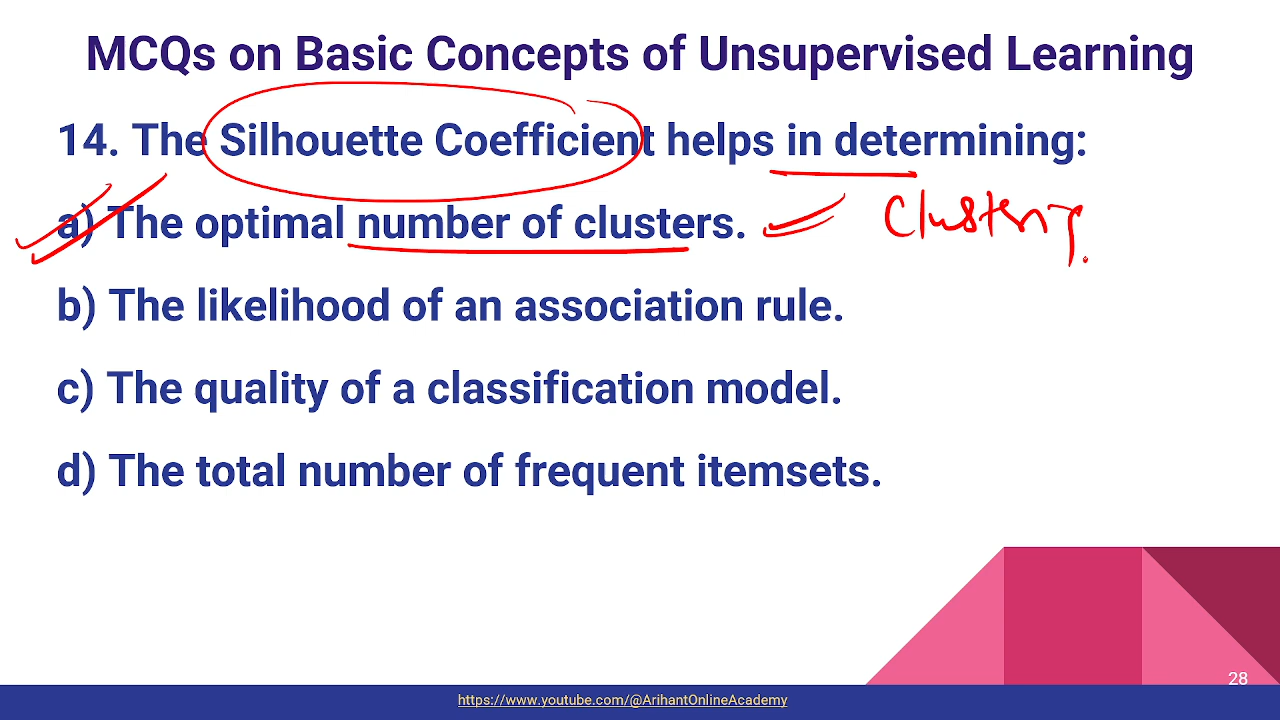 MCQs on Basic Concepts of Unsupervised Learning
14. The Silhouette Coefficient helps in determining:
a) The optimal number of clusters. Clustering.
b) The likelihood of an association rule.
c) The quality of a classification model.
d) The total number of frequent itemsets.
28
https://www.youtube.com/@ArihantOnlineAcademy